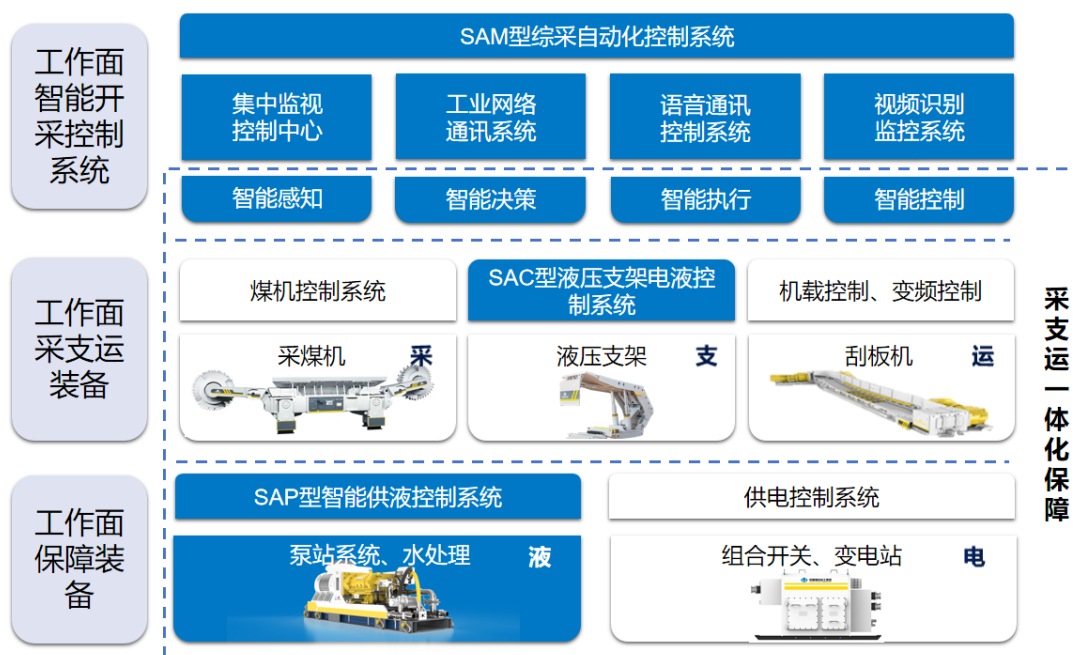 工作面
智能开
采控制
系统
SAM型综采自动化控制系统
集中监视
控制中心
工业网络
通讯系统
语音通讯
控制系统
视频识别
监控系统
智能感知
智能决策
智能执行
智能控制
工作面
采支运
装备
煤机控制系统
SAC型液压支架电液控
制系统
机载控制、变频控制
采煤机
采
液压支架
支
刮板机
运
工作面
保障装
备
SAP型智能供液控制系统
供电控制系统
泵站系统、水处理
液
组合开关、变电站
电
采支运一体化保障